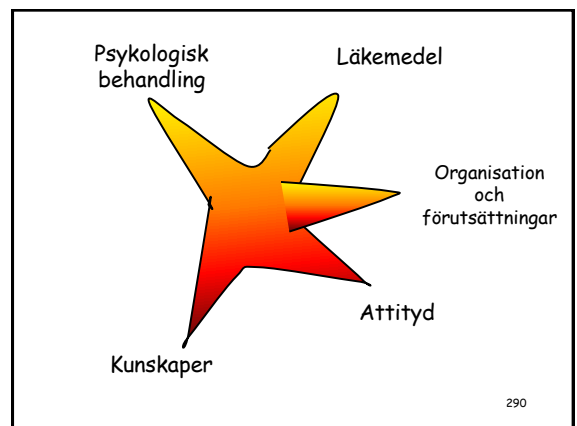 Psykologisk
behandling
Läkemedel
Organisation
och
förutsättningar
Attityd
Kunskaper
290